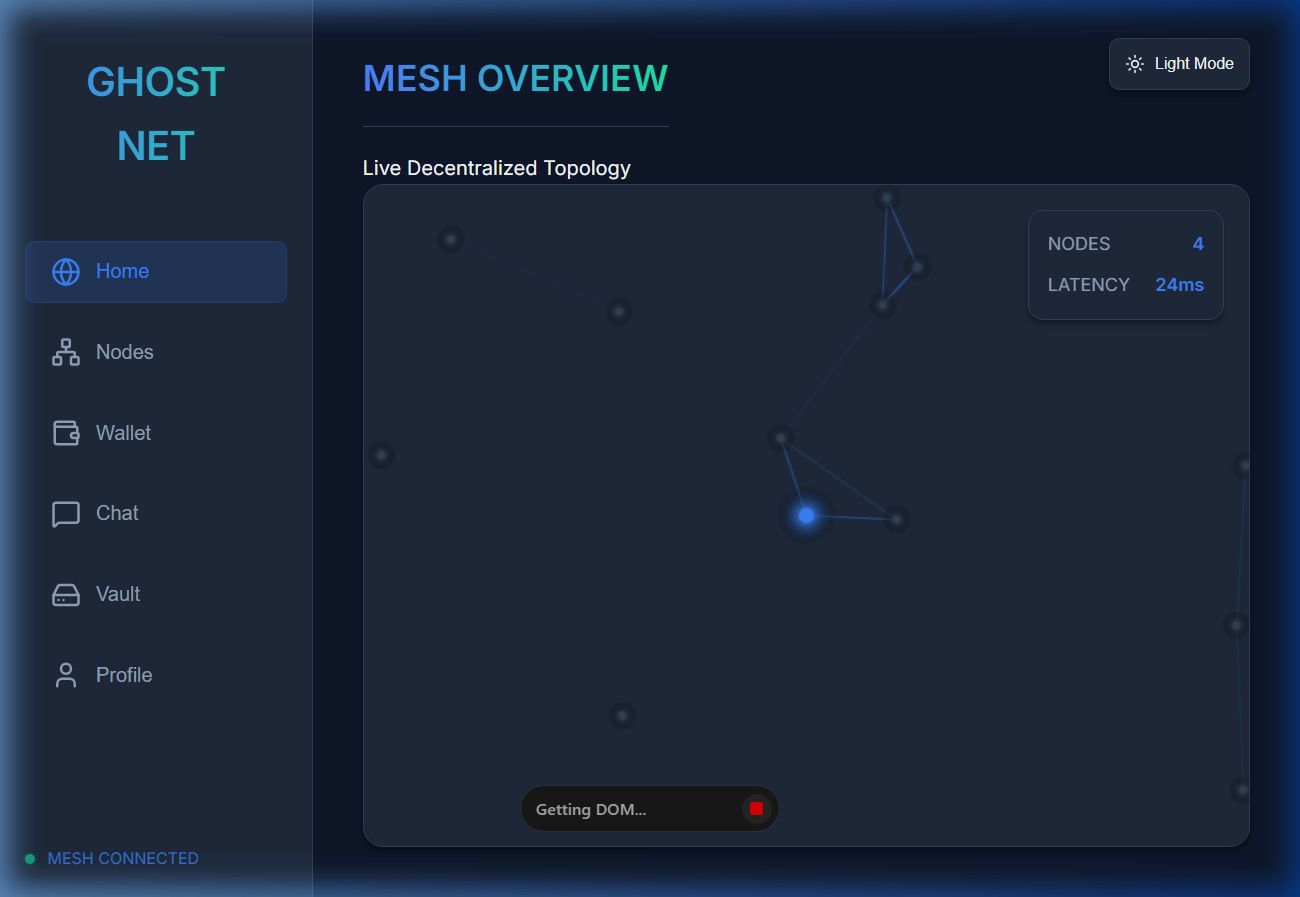 GHOST
NET
Home
Nodes
Wallet
Chat
Vault
Profile
MESH CONNECTED
MESH OVERVIEW
Light Mode
Live Decentralized Topology
NODES 4
LATENCY 24ms
Getting DOM...